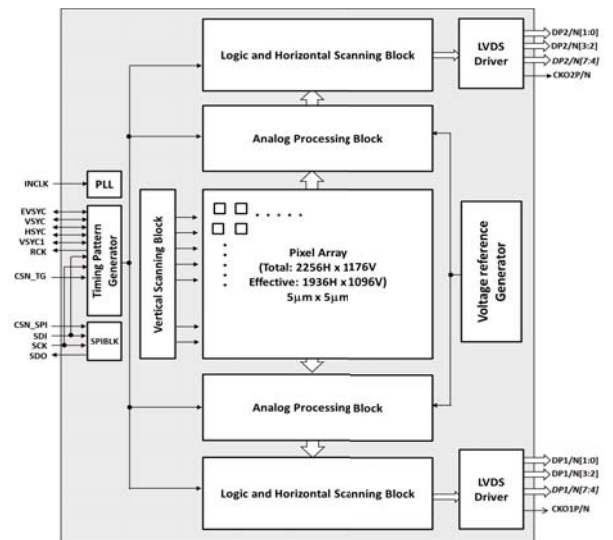 Logic and Horizontal Scanning Block
LVDS
Driver
DP2/N[1:0]
DP2/N[3:2]
DP2/N[7:4]
CKO2P/N
Analog Processing Block
INCLK
PLL
EVSYC
VSYC
HSYC
VSYC1
RCK
CSN_TG
Timing Pattern
Generator
Vertical Scanning Block
Pixel Array
(Total: 2256H x 1176V
Effective: 1936H x1096V)
5µm x 5µm
Voltage reference
Generator
CSN_SPI
SDI
SCK
SDO
SPIBLK
Analog Processing Block
Logic and Horizontal Scanning Block
LVDS
Driver
DP1/N[1:0]
DP1/N[3:2]
DP1/N[7:4]
CKO1P/N